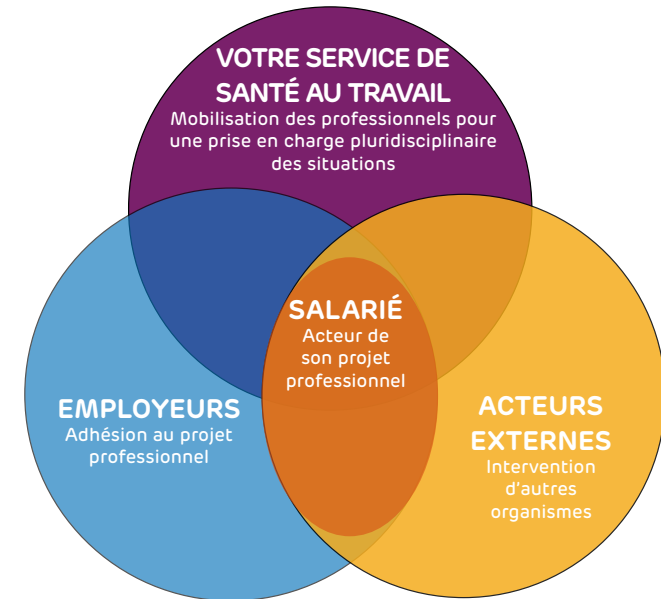 VOTRE SERVICE DE
SANTÉ AU TRAVAIL
Mobilisation des professionnels pour
une prise en charge pluridisciplinaire
des situations
SALARIÉ
Acteur de
son projet
professionnel
EMPLOYEURS
Adhésion au projet
professionnel
ACTEURS
EXTERNES
Intervention
d'autres
organismes